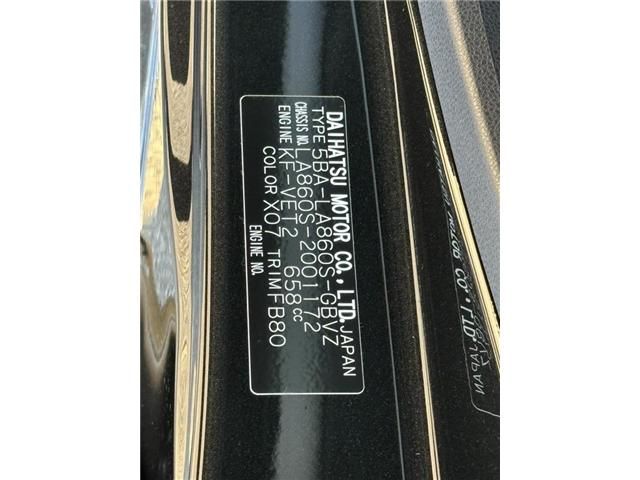 DAIHATSU MOTOR CO., LTD. JAPAN
TYPE 5BA-LA860S-GBVZ
CHASSIS NO. LA860S-2001172
ENGINE KF-VET2 658cc
COLOR X07 TRIM FB80
ENGINE NO.